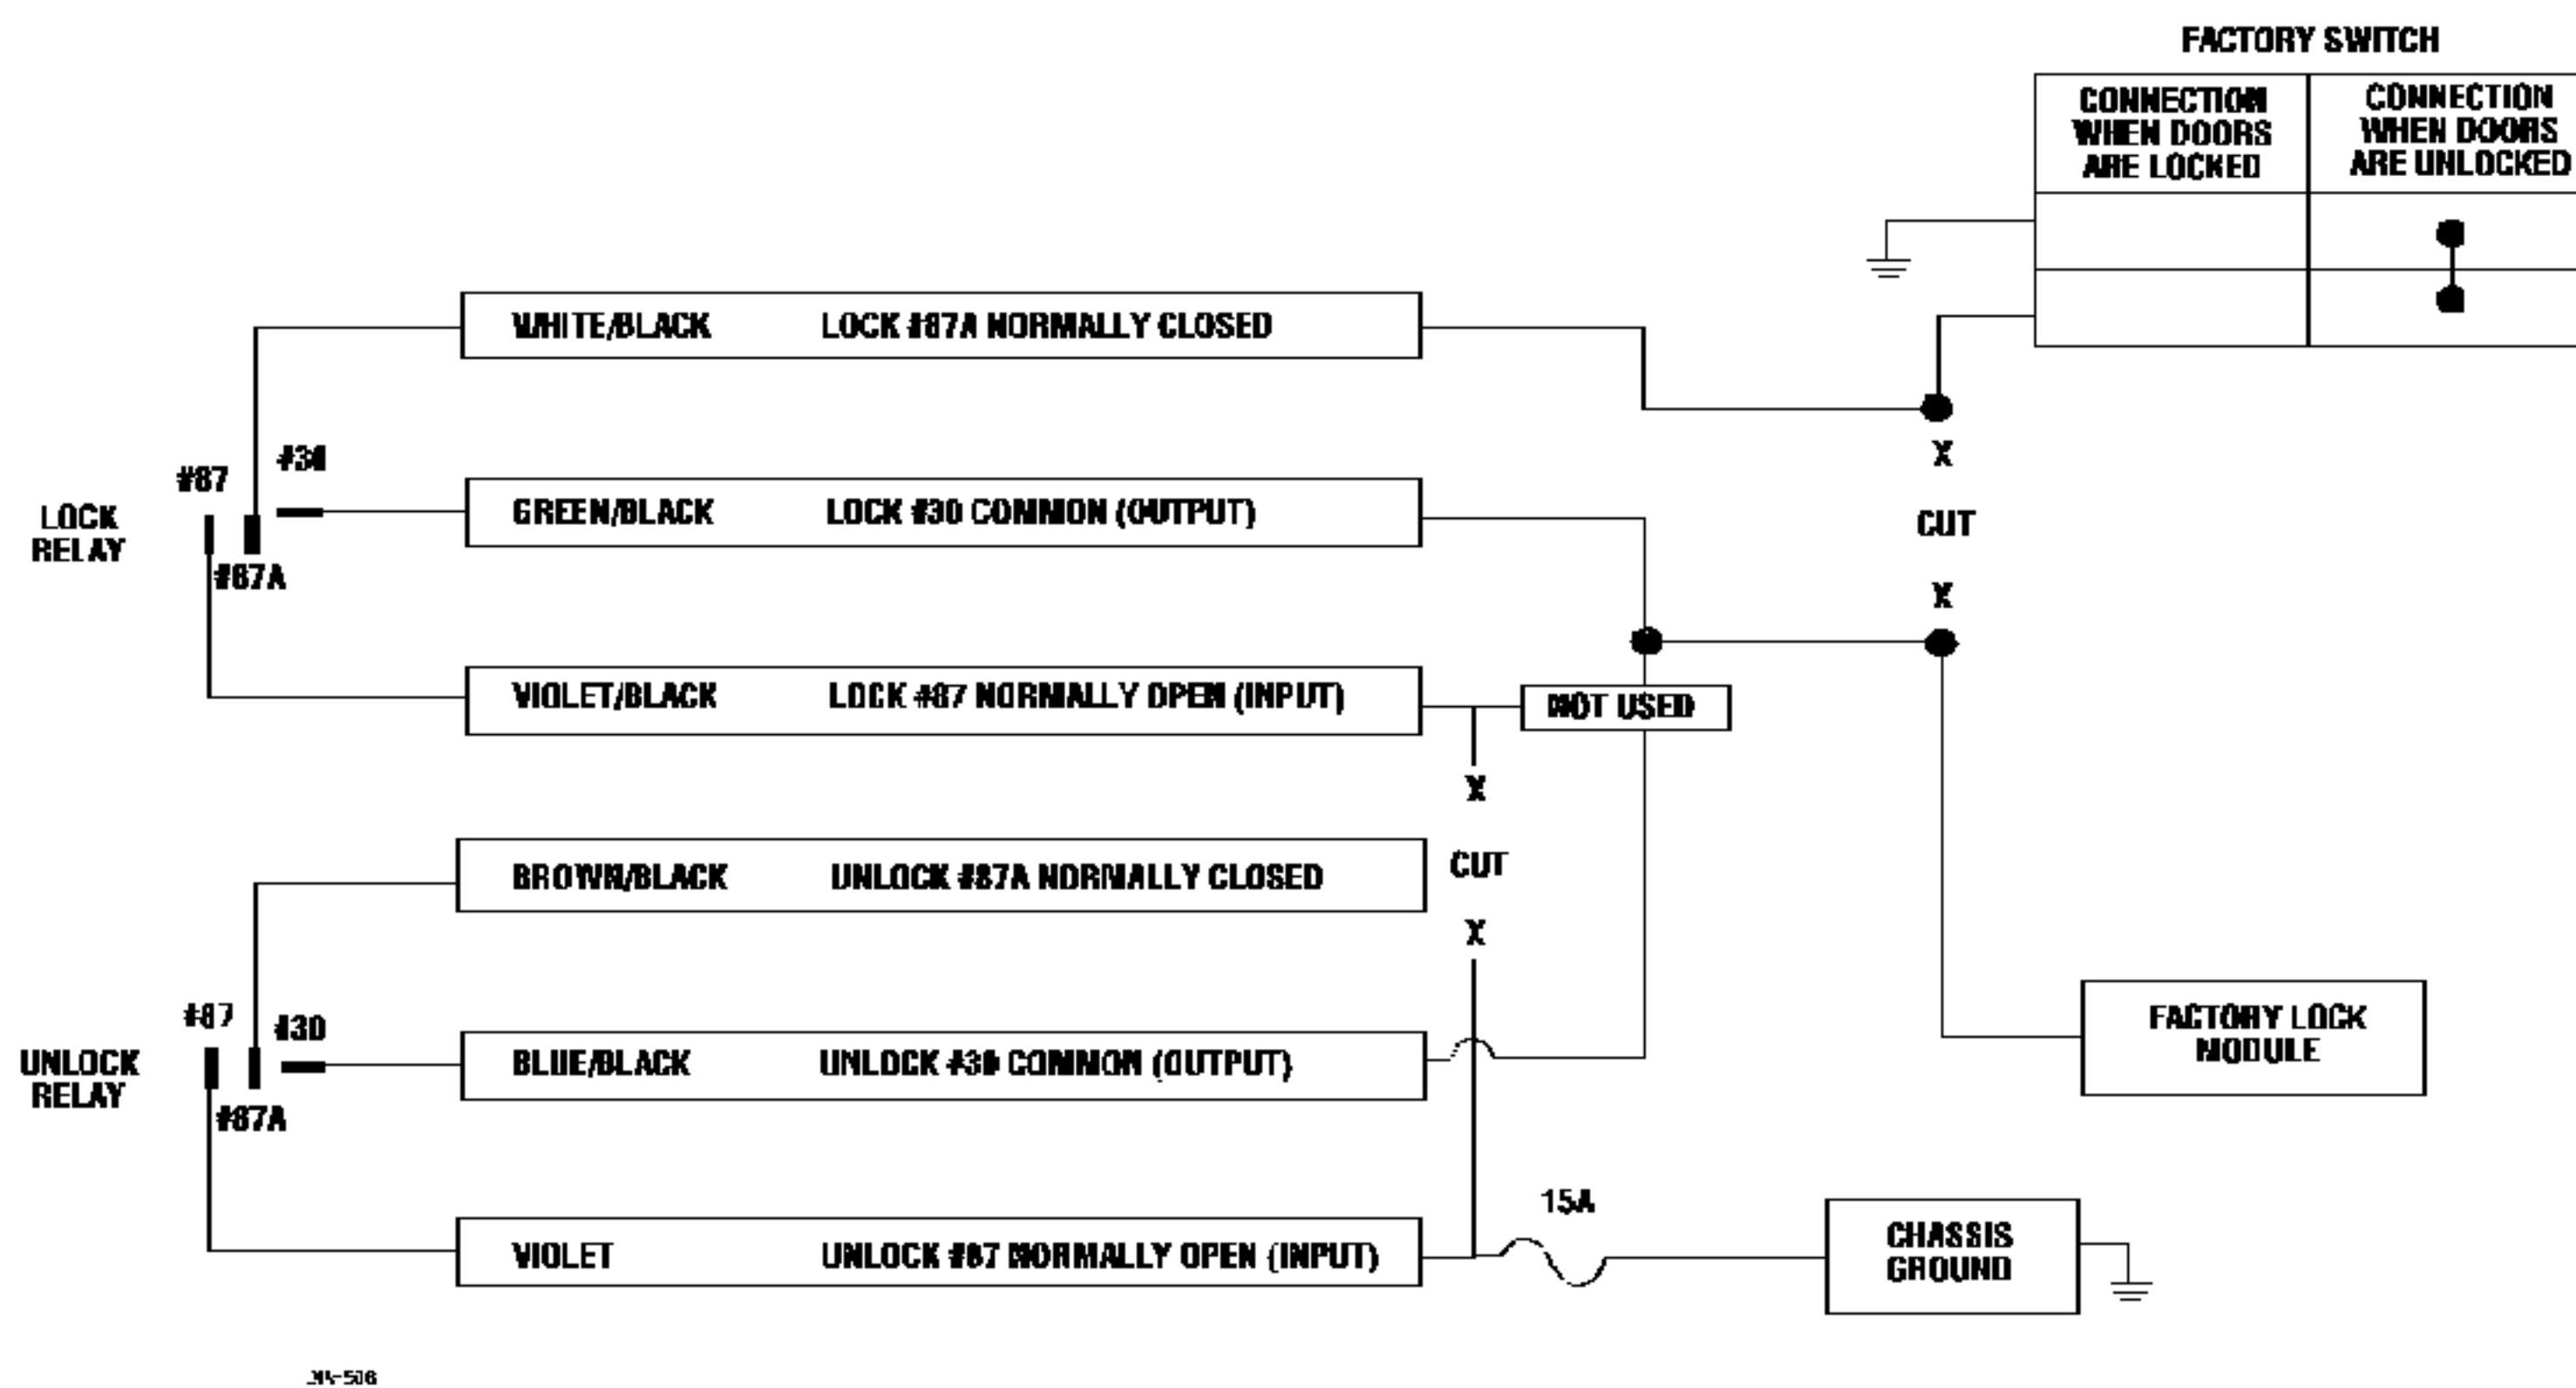 FACTORY SWITCH
CONNECTION
WHEN DOORS
ARE LOCKED
CONNECTION
WHEN DOORS
ARE UNLOCKED
WHITE/BLACK LOCK #87A NORMALLY CLOSED
#87
#30
X
CUT
X
LOCK
RELAY
GREEN/BLACK LOCK #30 COMMON (OUTPUT)
#87A
VIOLET/BLACK LOCK #87 NORMALLY OPEN (INPUT)
NOT USED
X
CUT
X
BROWN/BLACK UNLOCK #87A NORMALLY CLOSED
#87
#30
UNLOCK
RELAY
BLUE/BLACK UNLOCK #30 COMMON (OUTPUT)
#87A
FACTORY LOCK
MODULE
15A
VIOLET UNLOCK #87 NORMALLY OPEN (INPUT)
CHASSIS
GROUND